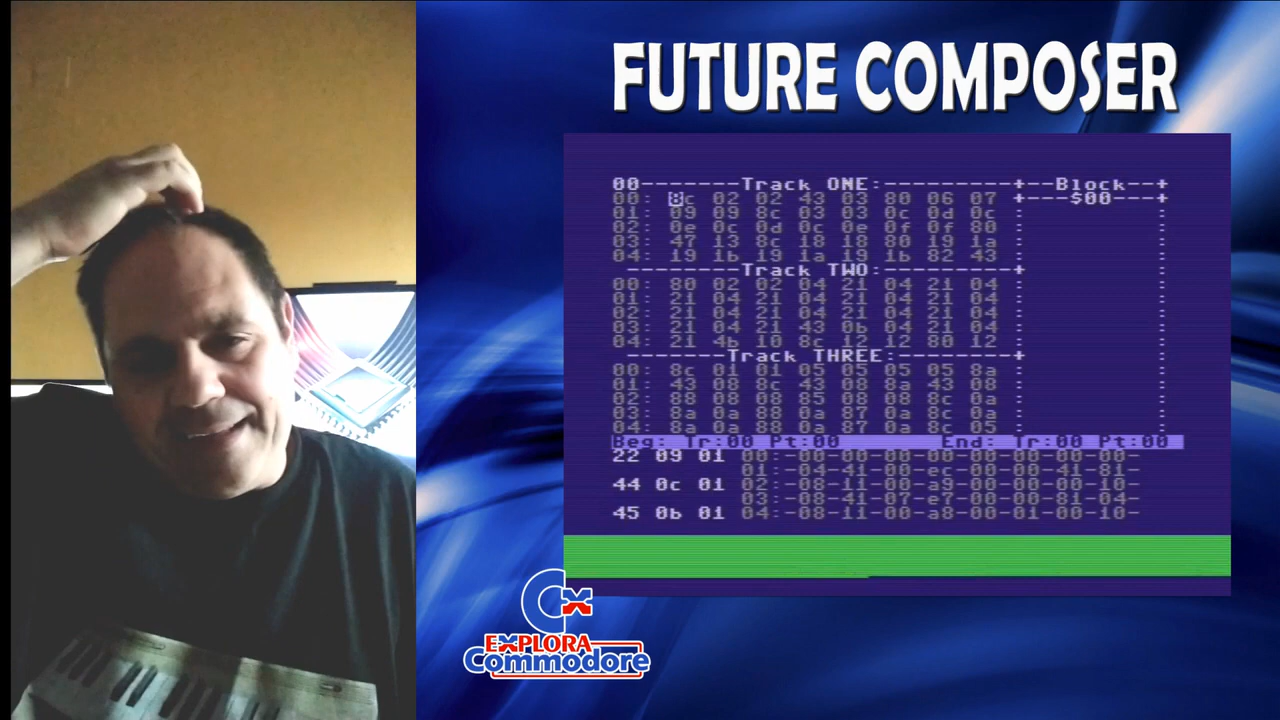 FUTURE COMPOSER
00-------Track ONE:---------+--Block--+
00: 8c 02 02 43 03 80 06 07 +---$00---+
01: 09 09 8c 03 03 0c 0d 0c : :
02: 0e 0c 0d 0c 0e 0f 0f 80 : :
03: 47 13 8c 18 18 80 19 1a : :
04: 19 1b 19 1a 19 1b 82 43 : :
--------Track TWO:----------+ :
00: 80 02 02 04 21 04 21 04 : :
01: 21 04 21 04 21 04 21 04 : :
02: 21 04 21 04 21 04 21 04 : :
03: 21 04 21 43 0b 04 21 04 : :
04: 21 4b 10 8c 12 12 80 12 : :
-------Track THREE:--------+ :
00: 8c 01 01 05 05 05 05 8a : :
01: 43 08 8c 43 08 8a 43 08 : :
02: 88 08 08 85 08 08 8c 0a : :
03: 8a 0a 88 0a 87 0a 8c 0a : :
04: 8a 0a 88 0a 87 0a 8c 05 : :
Beg: Tr:00 Pt:00 End: Tr:00 Pt:00
22 09 01 00:-00-00-00-00-00-00-00-00-
01:-04-41-00-ec-00-00-41-81-
44 0c 01 02:-08-11-00-a9-00-00-00-10-
03:-08-41-07-e7-00-00-81-04-
45 0b 01 04:-08-11-00-a8-00-01-00-10-
EXPLORA
Commodore